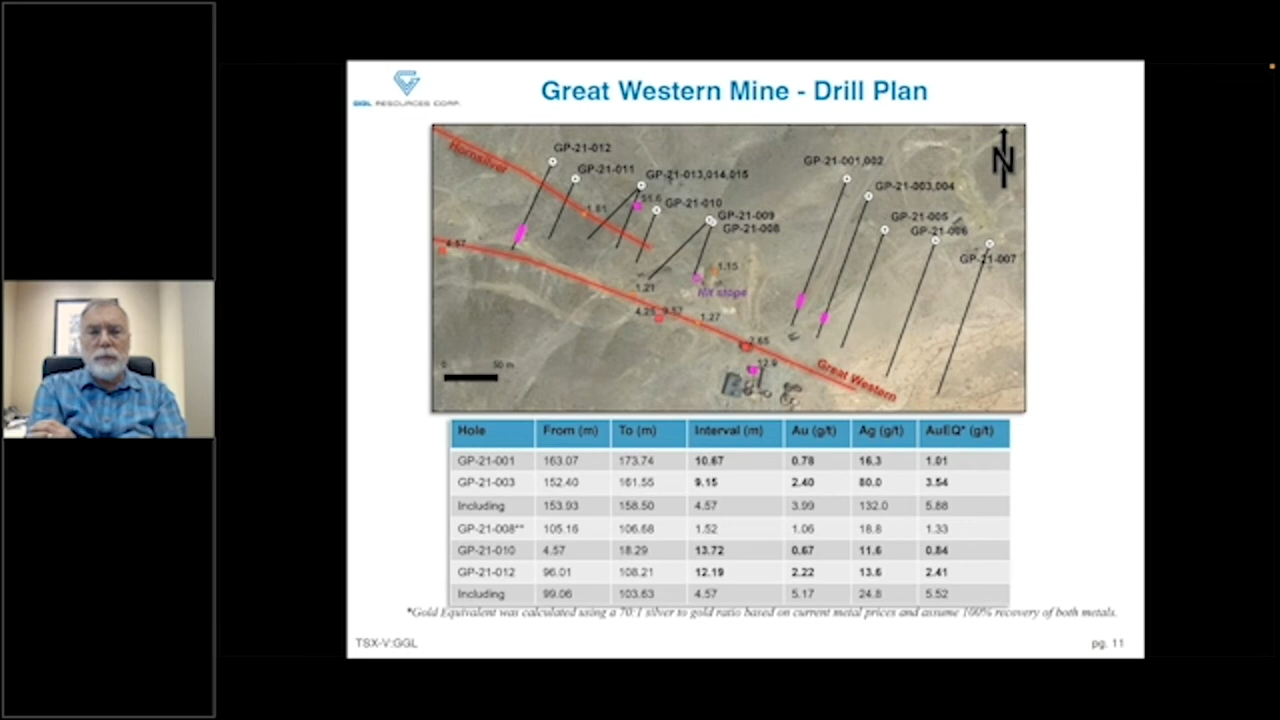 GGL RESOURCES CORP.
Great Western Mine - Drill Plan
Hornsilver
GP-21-012
GP-21-011
GP-21-013,014,015
51.6
1.81
GP-21-010
GP-21-009
GP-21-008
GP-21-001,002
GP-21-003,004
GP-21-005
GP-21-006
GP-21-007
N
4.57
1.15
Hit stope
1.21
4.25
1.27
2.65
12.9
Great Western
0 50 m
Hole From (m) To (m) Interval (m) Au (g/t) Ag (g/t) AuEQ* (g/t)
GP-21-001 163.07 173.74 10.67 0.78 16.3 1.01
GP-21-003 152.40 161.55 9.15 2.40 80.0 3.54
Including 153.93 158.50 4.57 3.99 132.0 5.88
GP-21-008** 105.16 106.68 1.52 1.06 18.8 1.33
GP-21-010 4.57 18.29 13.72 0.67 11.6 0.84
GP-21-012 96.01 108.21 12.19 2.22 13.6 2.41
Including 99.06 103.63 4.57 5.17 24.8 5.52
*Gold Equivalent was calculated using a 70:1 silver to gold ratio based on current metal prices and assume 100% recovery of both metals.
TSX-V:GGL
pg. 11